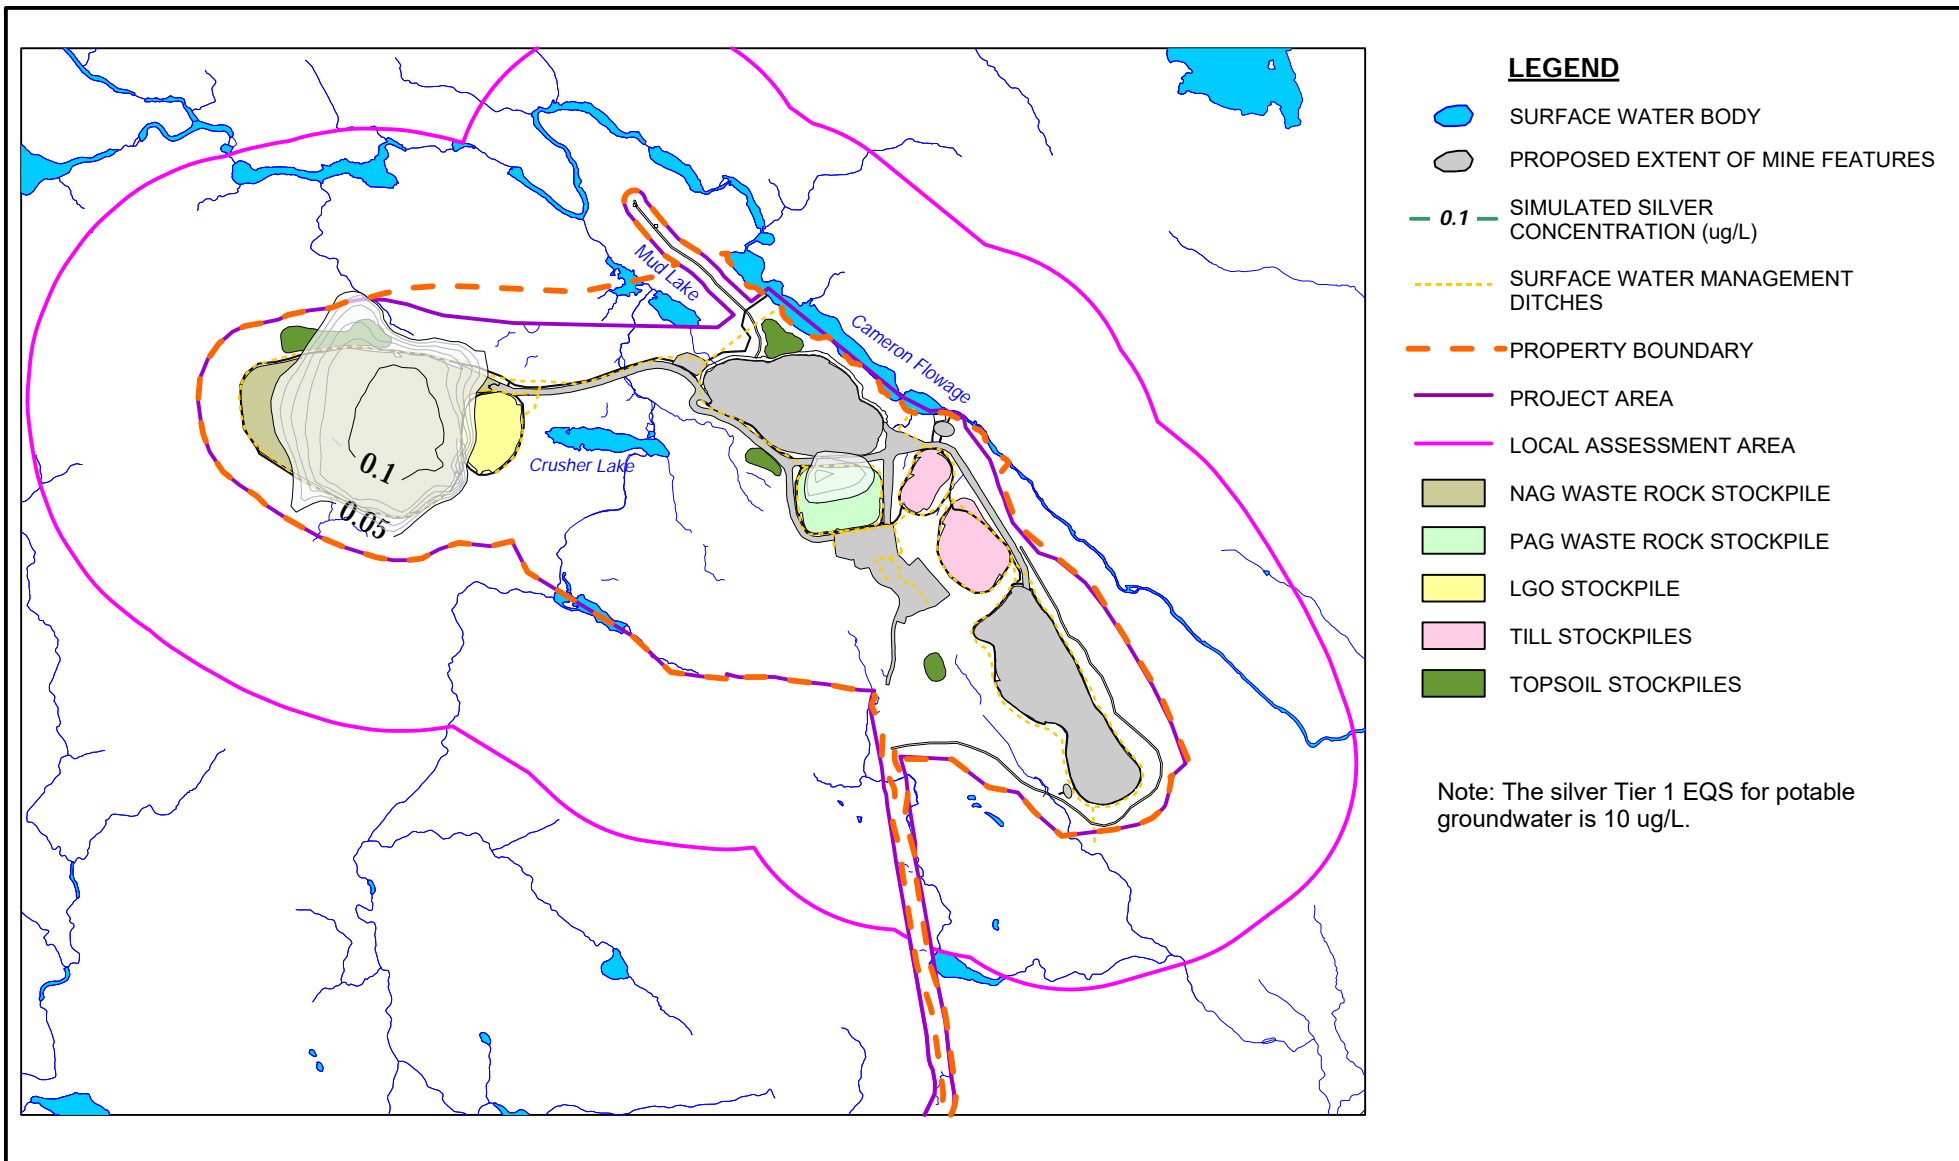 Mud Lake
Cameron Flowage
Crusher Lake
0.1
0.05
LEGEND
SURFACE WATER BODY
PROPOSED EXTENT OF MINE FEATURES
0.1
SIMULATED SILVER
CONCENTRATION (ug/L)
SURFACE WATER MANAGEMENT
DITCHES
PROPERTY BOUNDARY
PROJECT AREA
LOCAL ASSESSMENT AREA
NAG WASTE ROCK STOCKPILE
PAG WASTE ROCK STOCKPILE
LGO STOCKPILE
TILL STOCKPILES
TOPSOIL STOCKPILES
Note: The silver Tier 1 EQS for potable
groundwater is 10 ug/L.